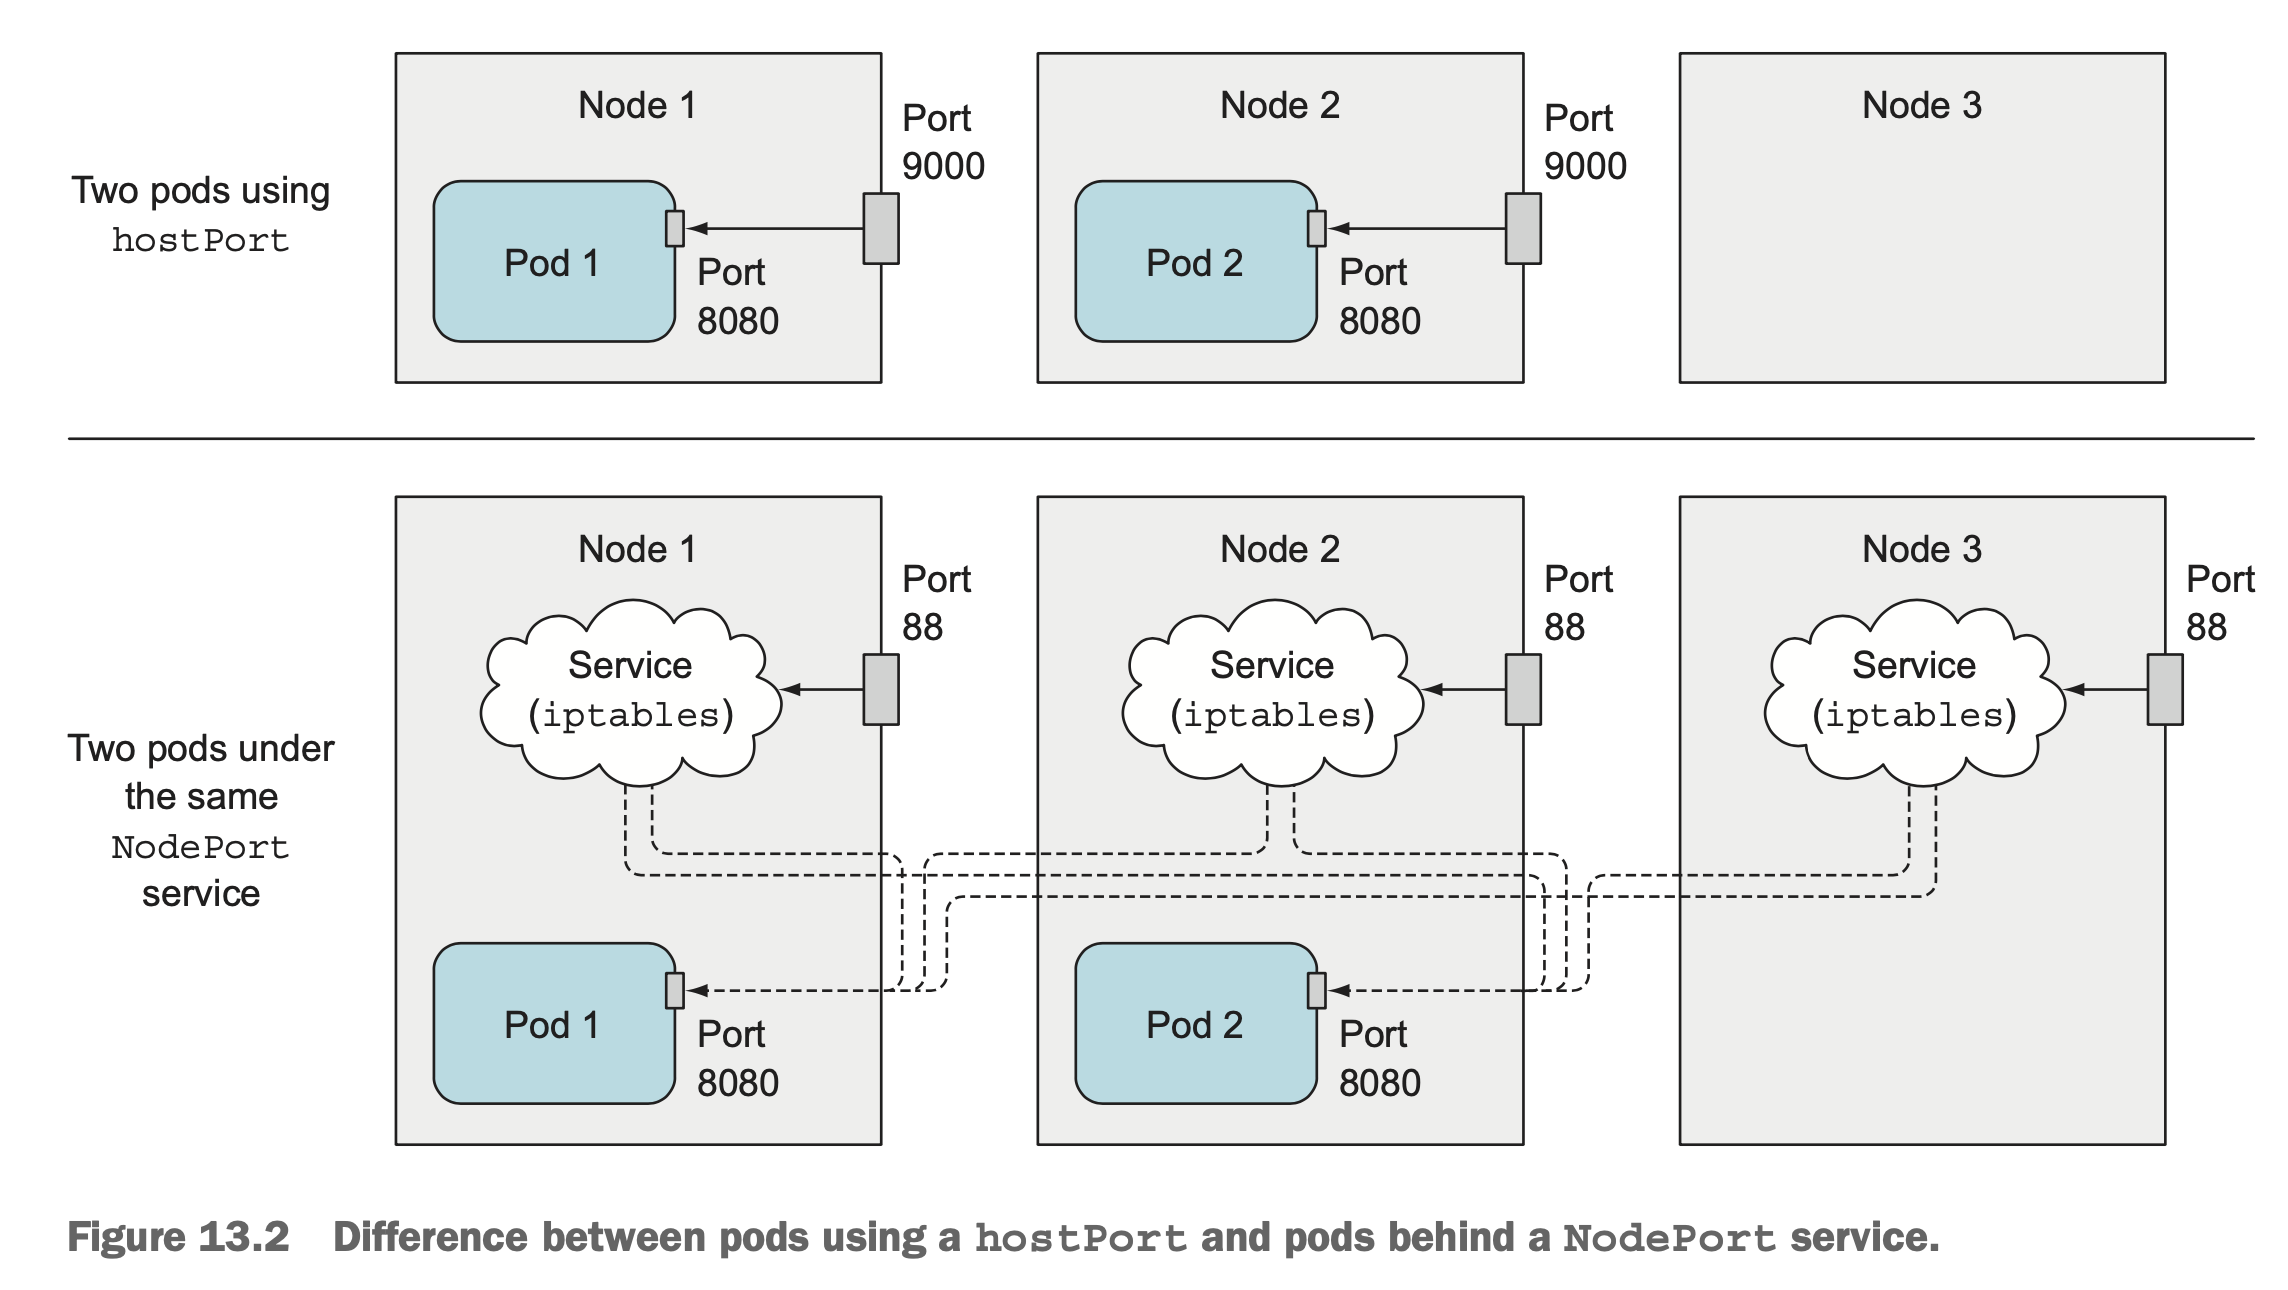 Node 1
Port
9000
Node 2
Port
9000
Node 3
Two pods using
hostPort
Pod 1
Port
8080
Pod 2
Port
8080
Node 1
Port
88
Node 2
Port
88
Node 3
Port
88
Service
(iptables)
Service
(iptables)
Service
(iptables)
Two pods under
the same
NodePort
service
Pod 1
Port
8080
Pod 2
Port
8080
Figure 13.2 Difference between pods using a hostPort and pods behind a NodePort service.